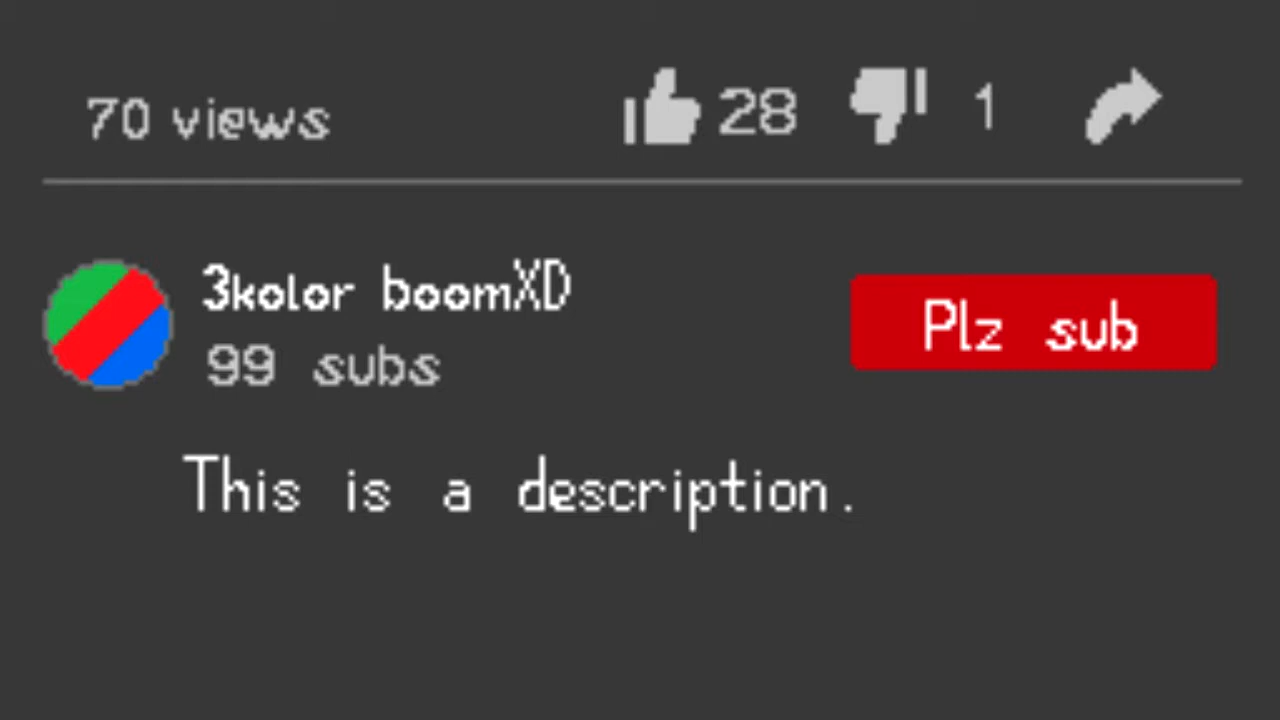 70 views 28 1
3kolor boomXD
99 subs
Plz sub
This is a description.